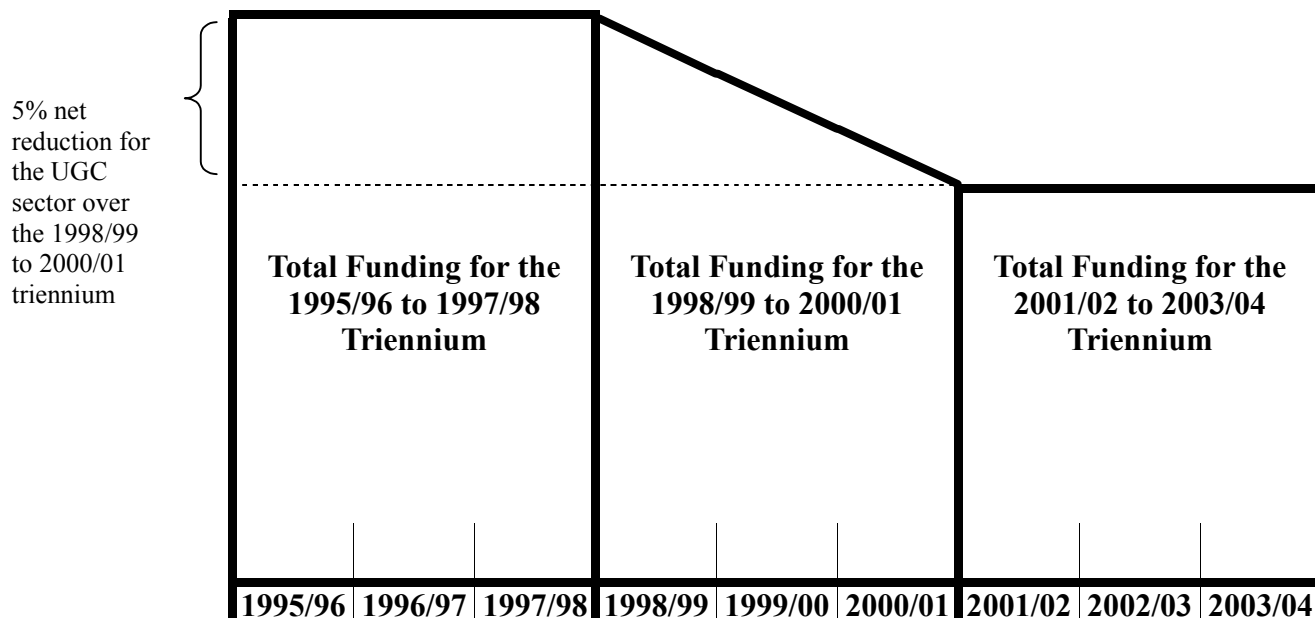 5% net
reduction for
the UGC
sector over
the 1998/99
to 2000/01
triennium
Total Funding for the
1995/96 to 1997/98
Triennium
Total Funding for the
1998/99 to 2000/01
Triennium
Total Funding for the
2001/02 to 2003/04
Triennium
1995/96 1996/97 1997/98 1998/99 1999/00 2000/01 2001/02 2002/03 2003/04